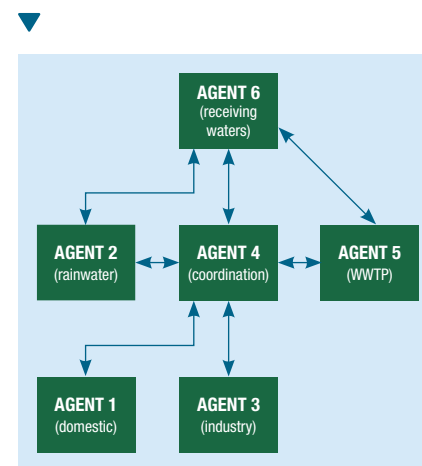 AGENT 6
(receiving
waters)
AGENT 2
(rainwater)
AGENT 4
(coordination)
AGENT 5
(WWTP)
AGENT 1
(domestic)
AGENT 3
(industry)